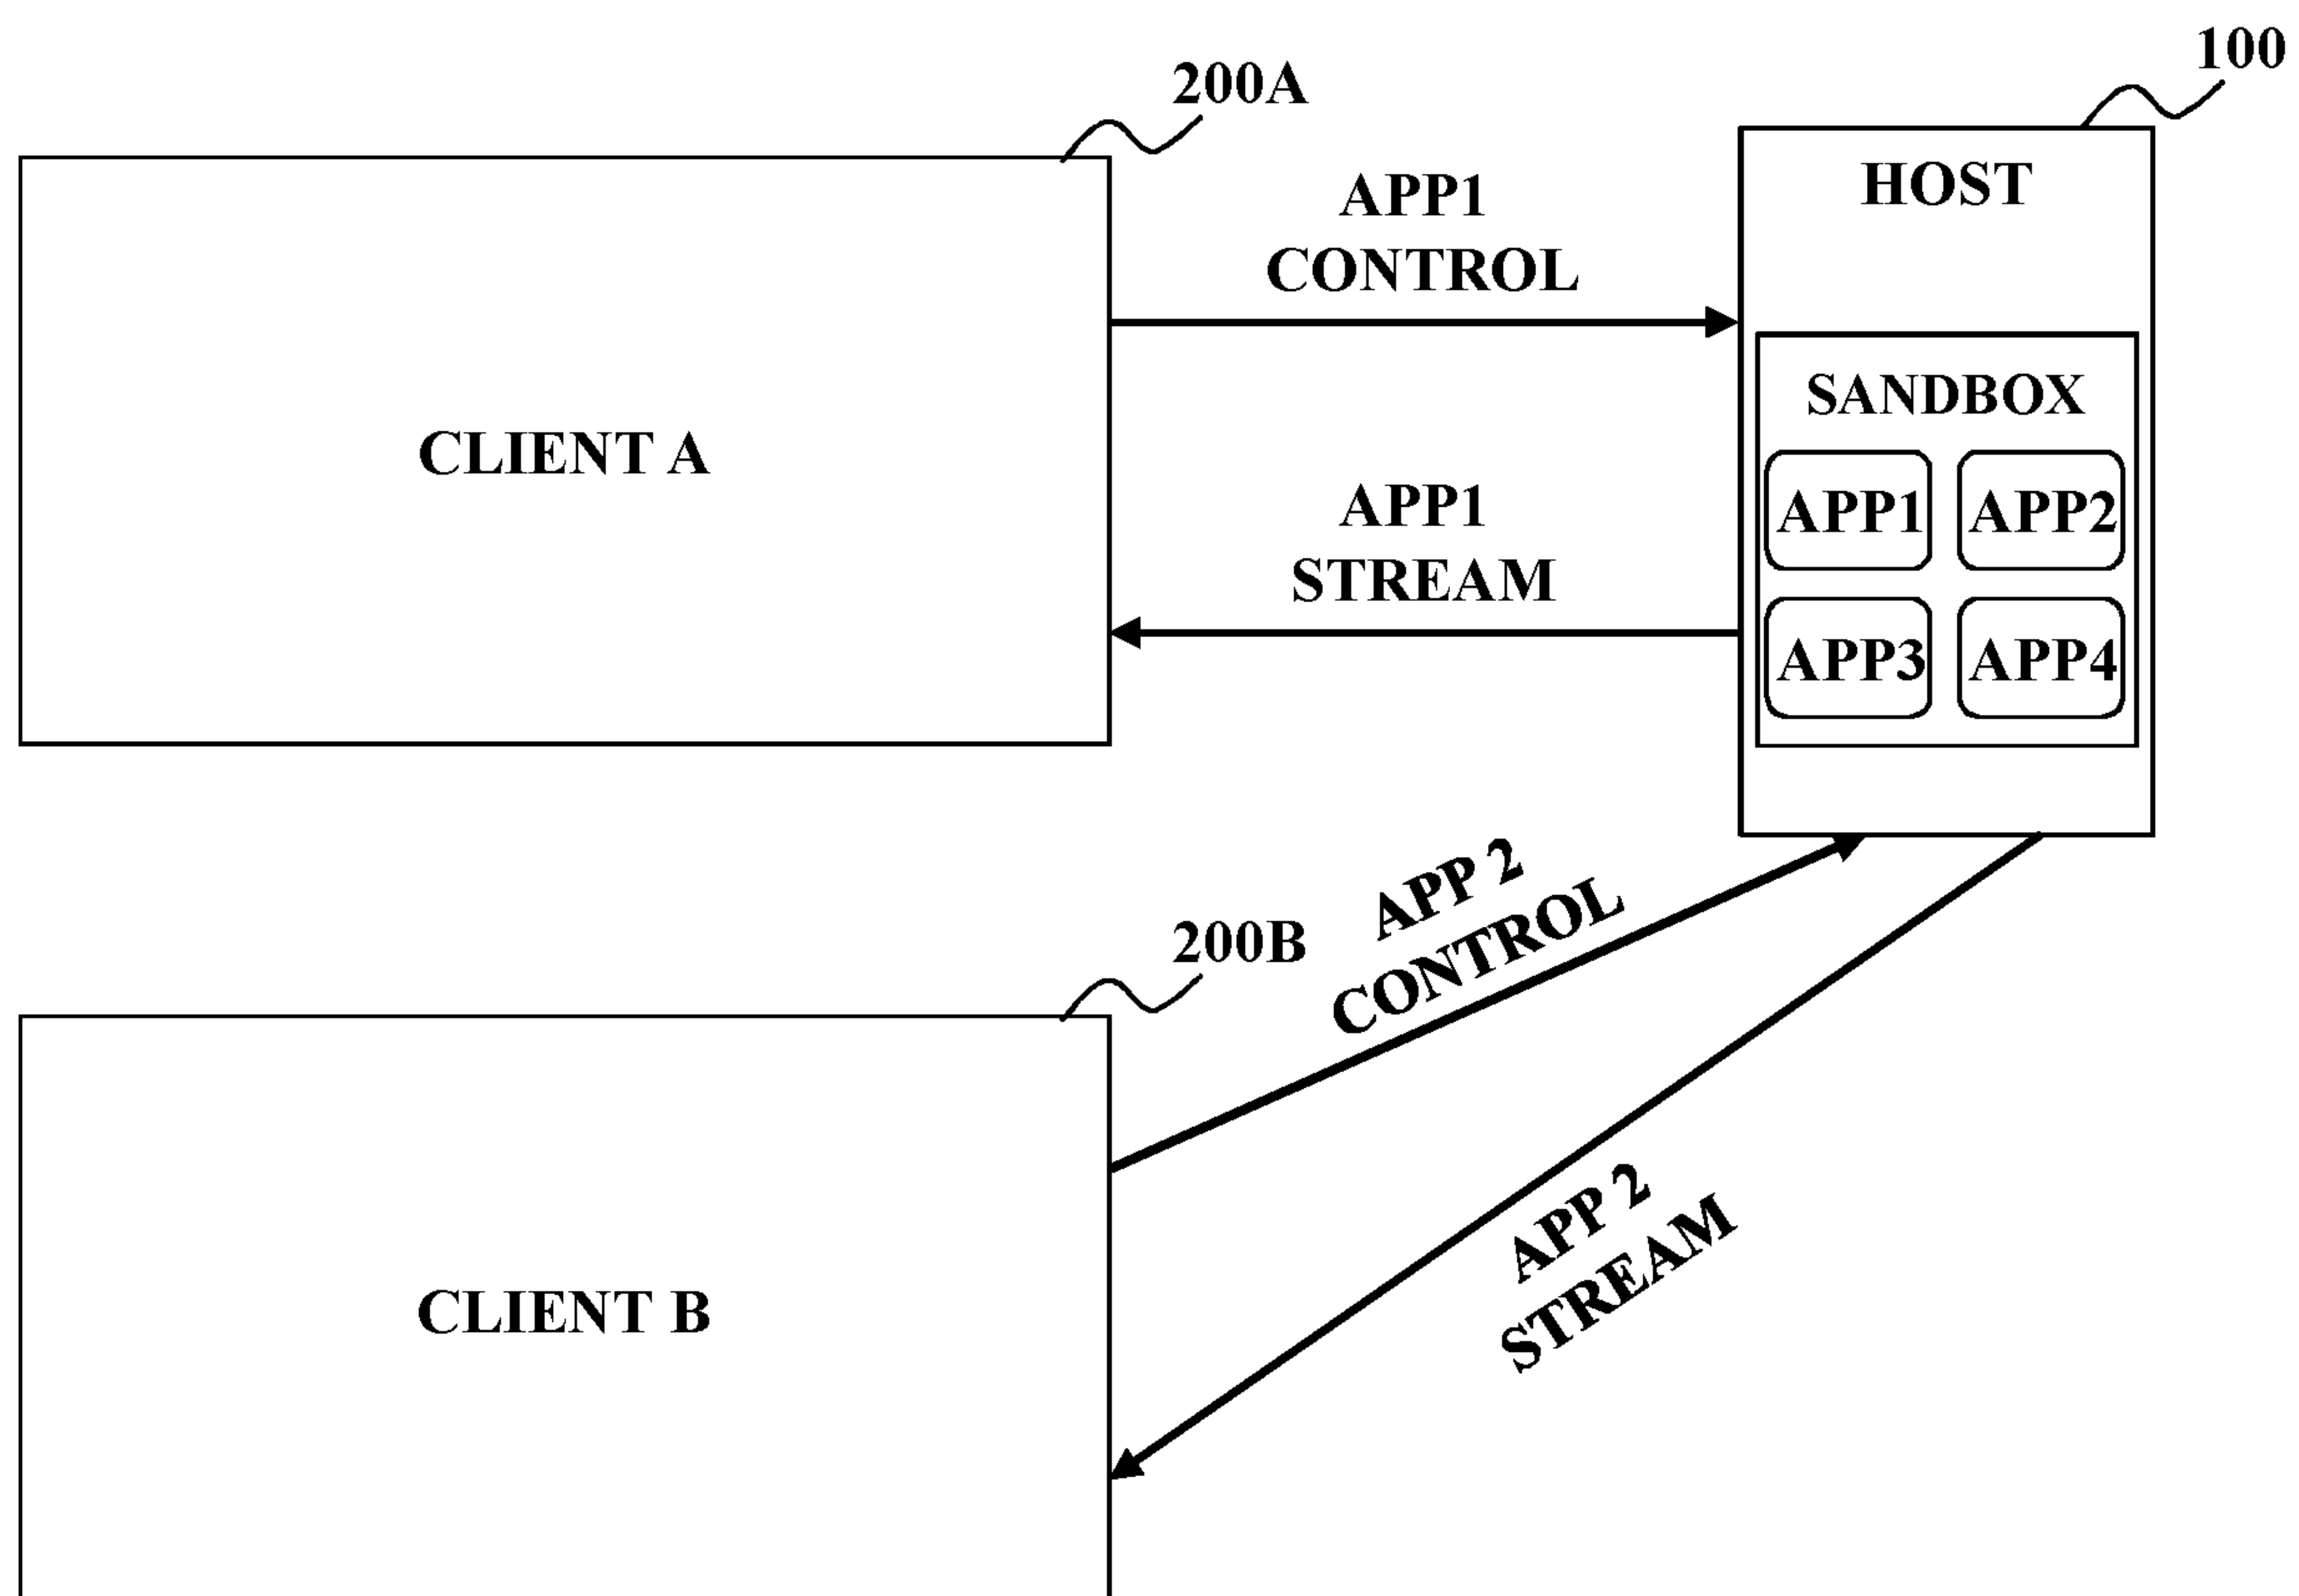 100
200A
HOST
APP1
CONTROL
SANDBOX
CLIENT A
APP1 APP2
APP1
STREAM
APP3 APP4
APP 2
CONTROL
200B
APP 2
STREAM
CLIENT B